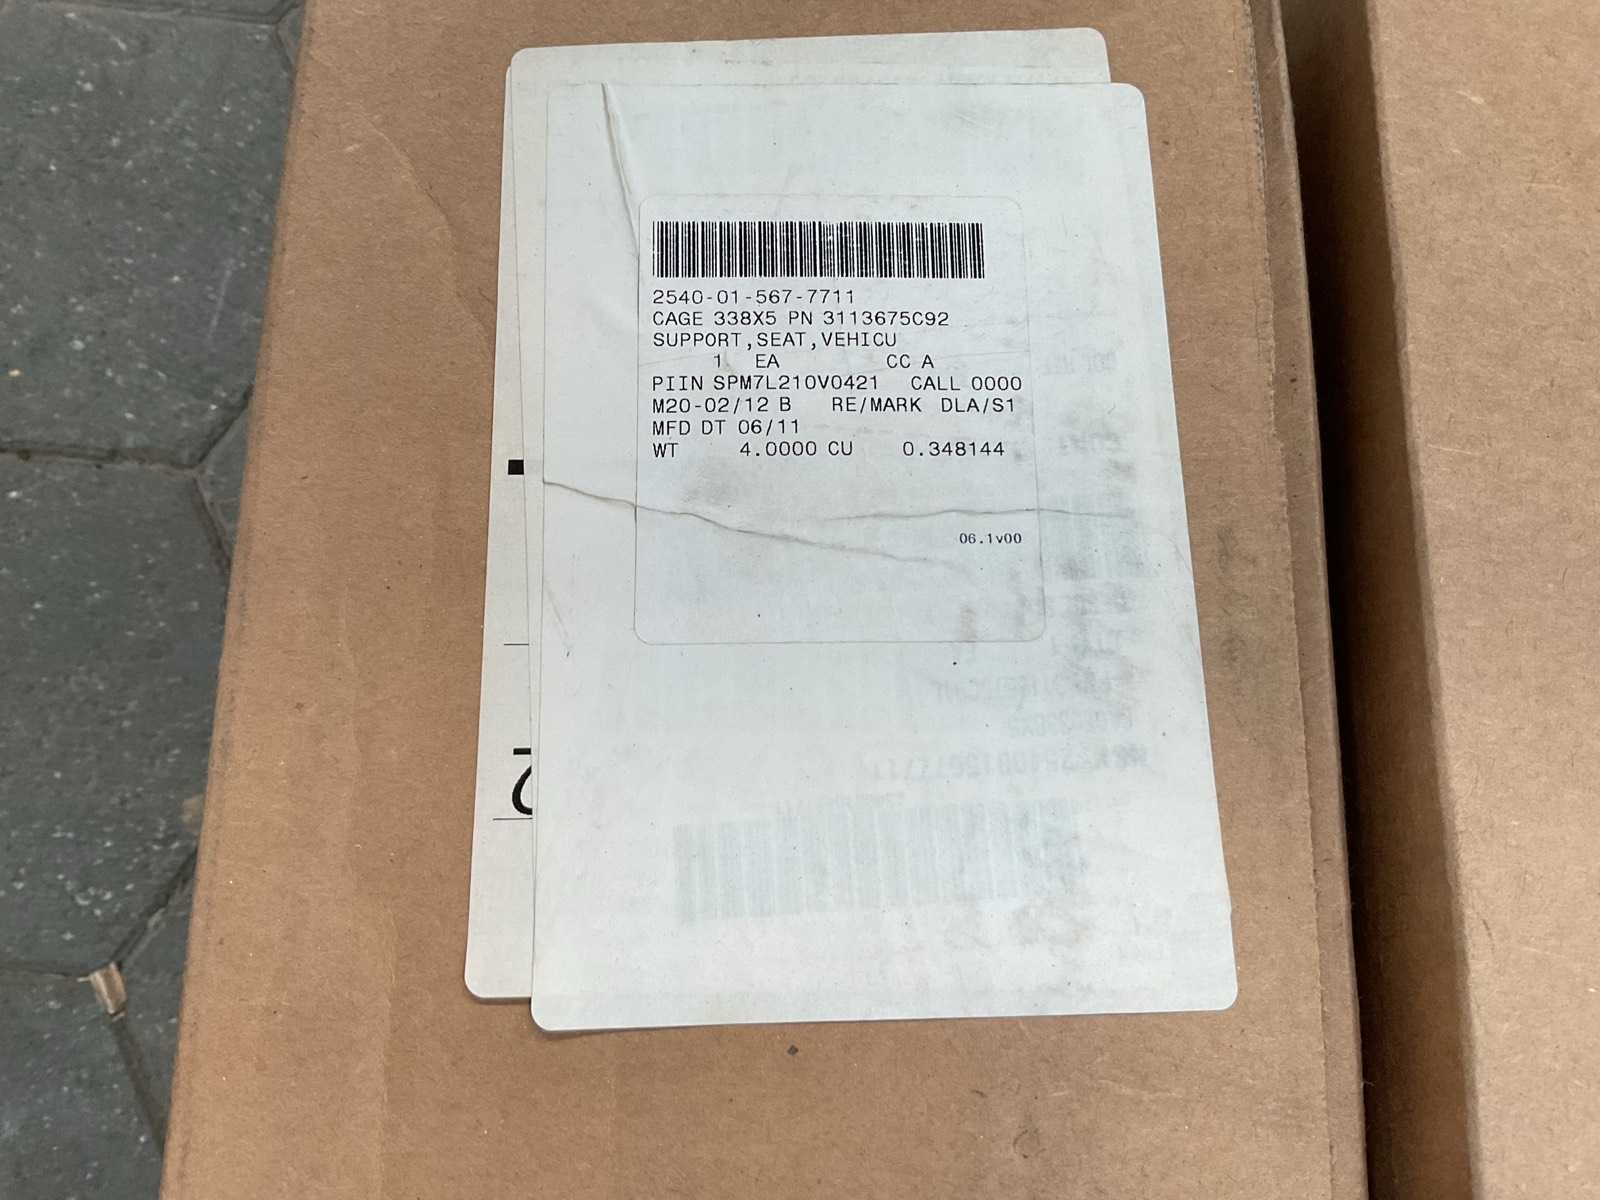 2540-01-567-7711
CAGE 338X5 PN 3113675C92
SUPPORT,SEAT,VEHICU
1 EA CC A
PIIN SPM7L210V0421 CALL 0000
M20-02/12 B RE/MARK DLA/S1
MFD DT 06/11
WT 4.0000 CU 0.348144
06.1v00